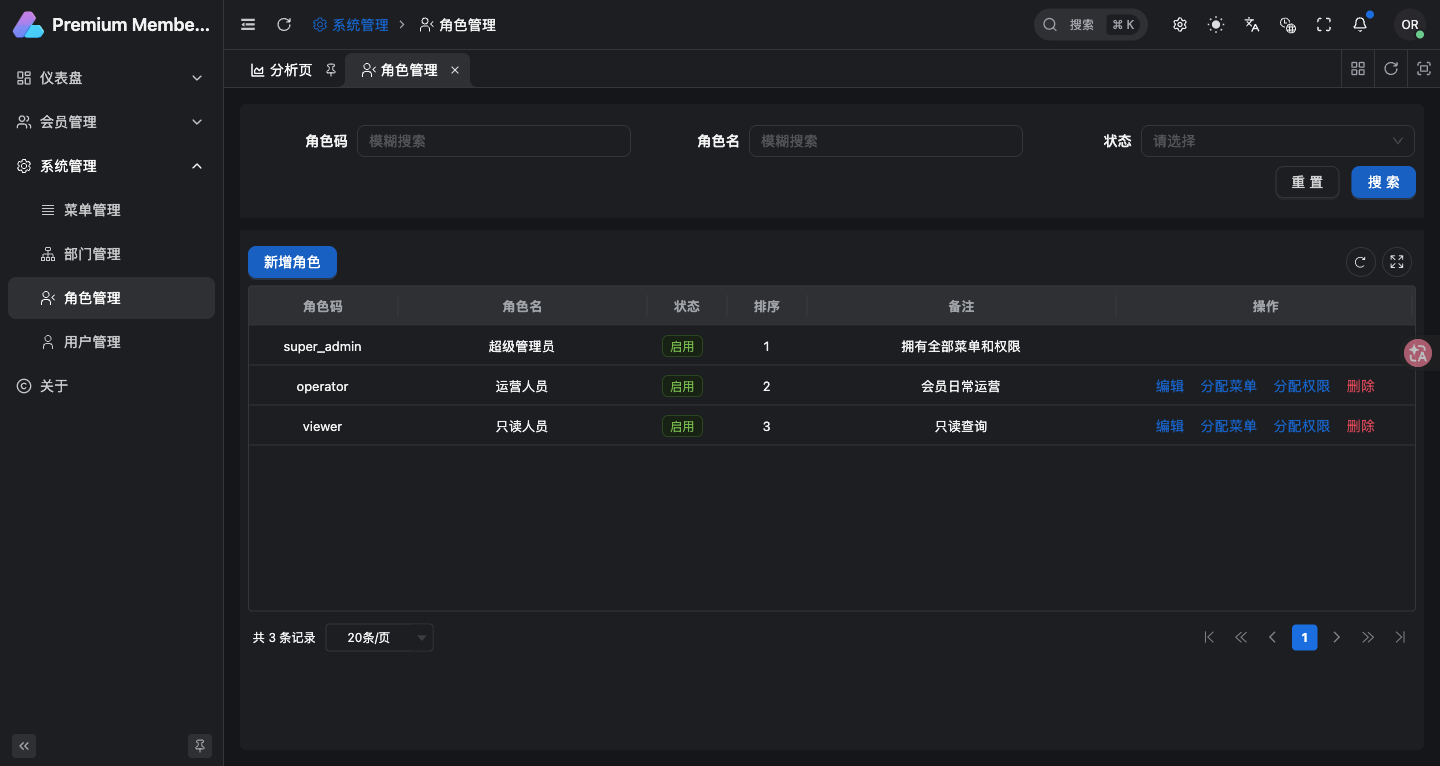 Premium Membe...
仪表盘
会员管理
系统管理
菜单管理
部门管理
角色管理
用户管理
关于
系统管理 角色管理
搜索 ⌘ K
OR
分析页 角色管理
角色码 模糊搜索 角色名 模糊搜索 状态 请选择
重 置 搜 索
新增角色
角色码 角色名 状态 排序 备注 操作
super_admin 超级管理员 启用 1 拥有全部菜单和权限
operator 运营人员 启用 2 会员日常运营 编辑 分配菜单 分配权限 删除
viewer 只读人员 启用 3 只读查询 编辑 分配菜单 分配权限 删除
共 3 条记录 20条/页 1